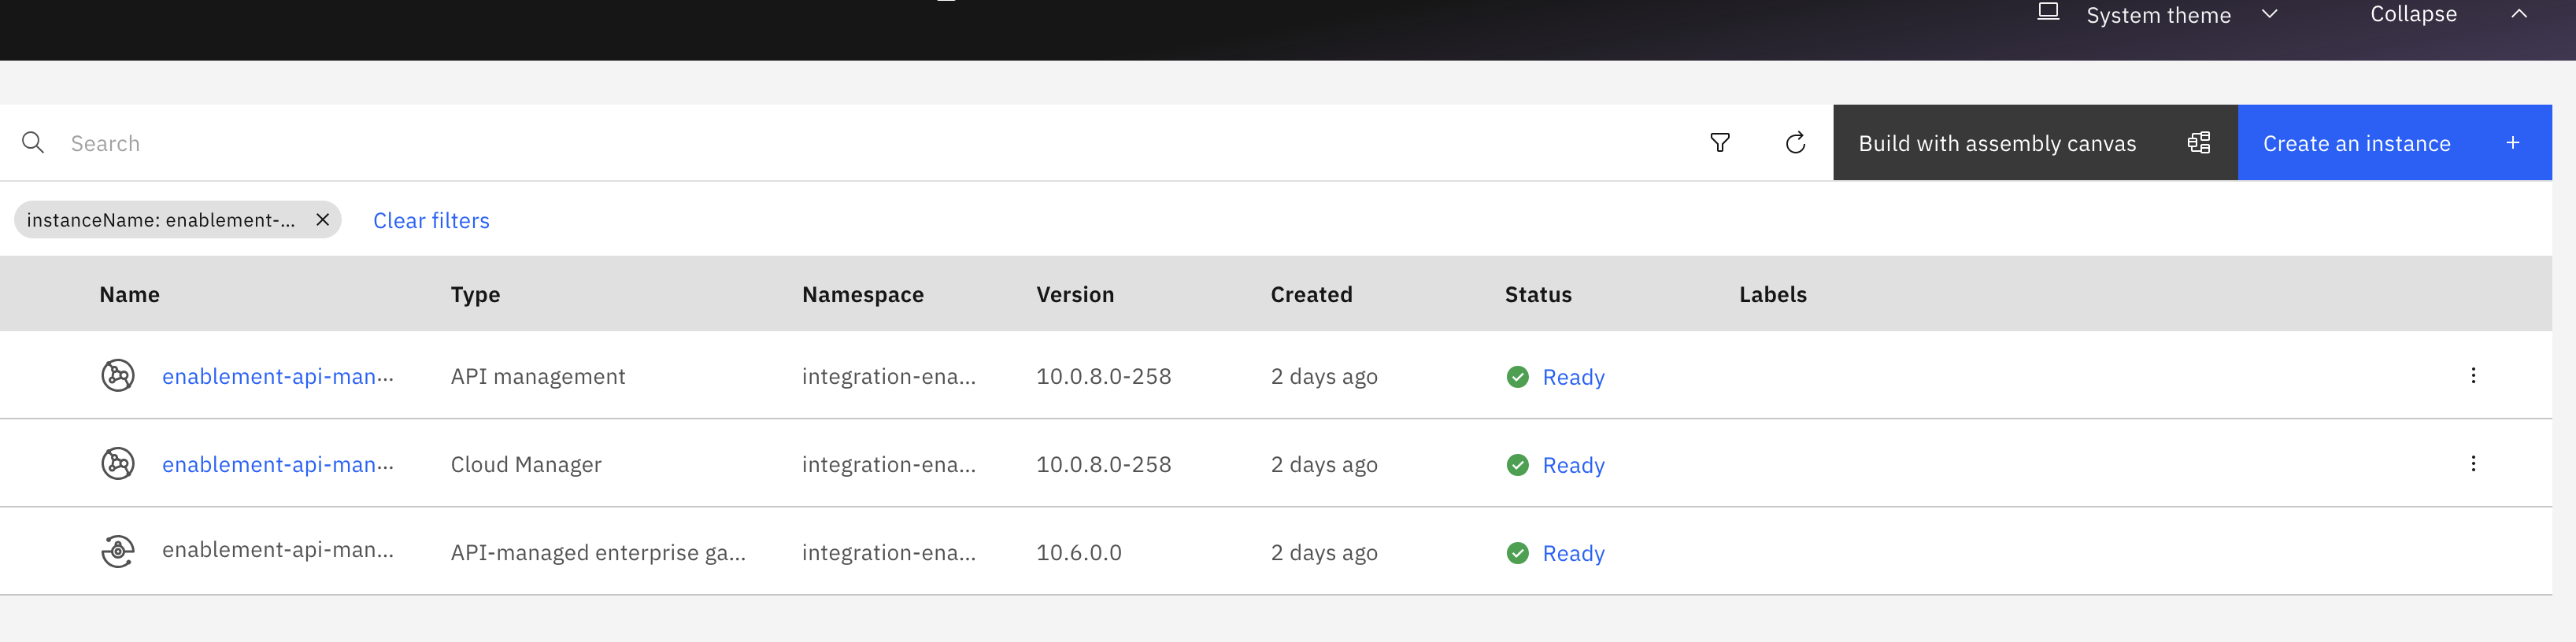 System theme Collapse
Search
Build with assembly canvas
Create an instance +
instanceName: enablement-... Clear filters
Name Type Namespace Version Created Status Labels
enablement-api-man... API management integration-ena... 10.0.8.0-258 2 days ago Ready
enablement-api-man... Cloud Manager integration-ena... 10.0.8.0-258 2 days ago Ready
enablement-api-man... API-managed enterprise ga... integration-ena... 10.6.0.0 2 days ago Ready